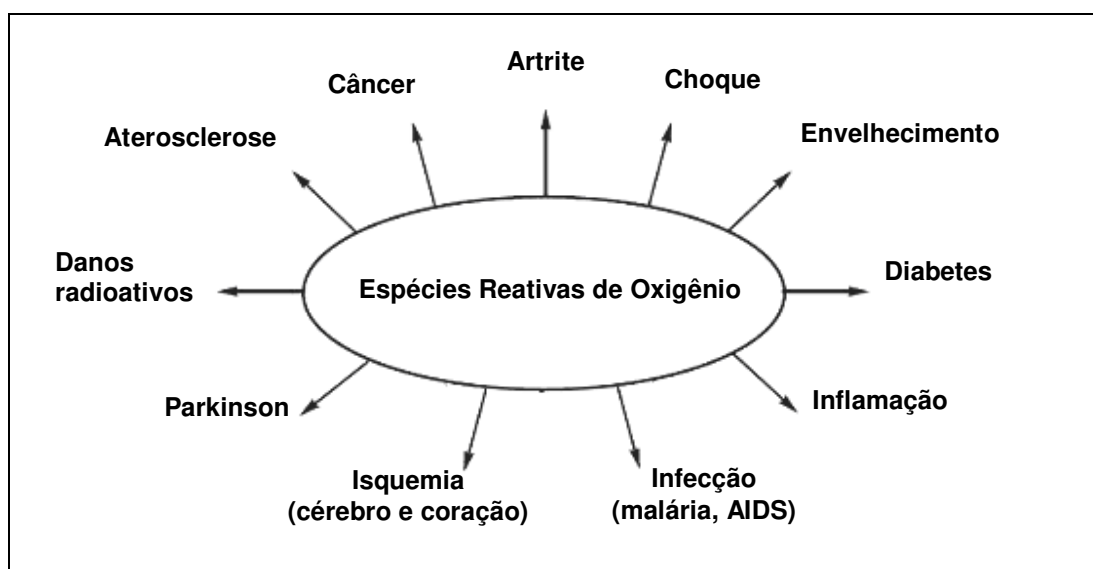 Artrite
Câncer
Choque
Aterosclerose
Envelhecimento
Danos
radioativos
Espécies Reativas de Oxigênio
Diabetes
Parkinson
Inflamação
Isquemia
(cérebro e coração)
Infecção
(malária, AIDS)